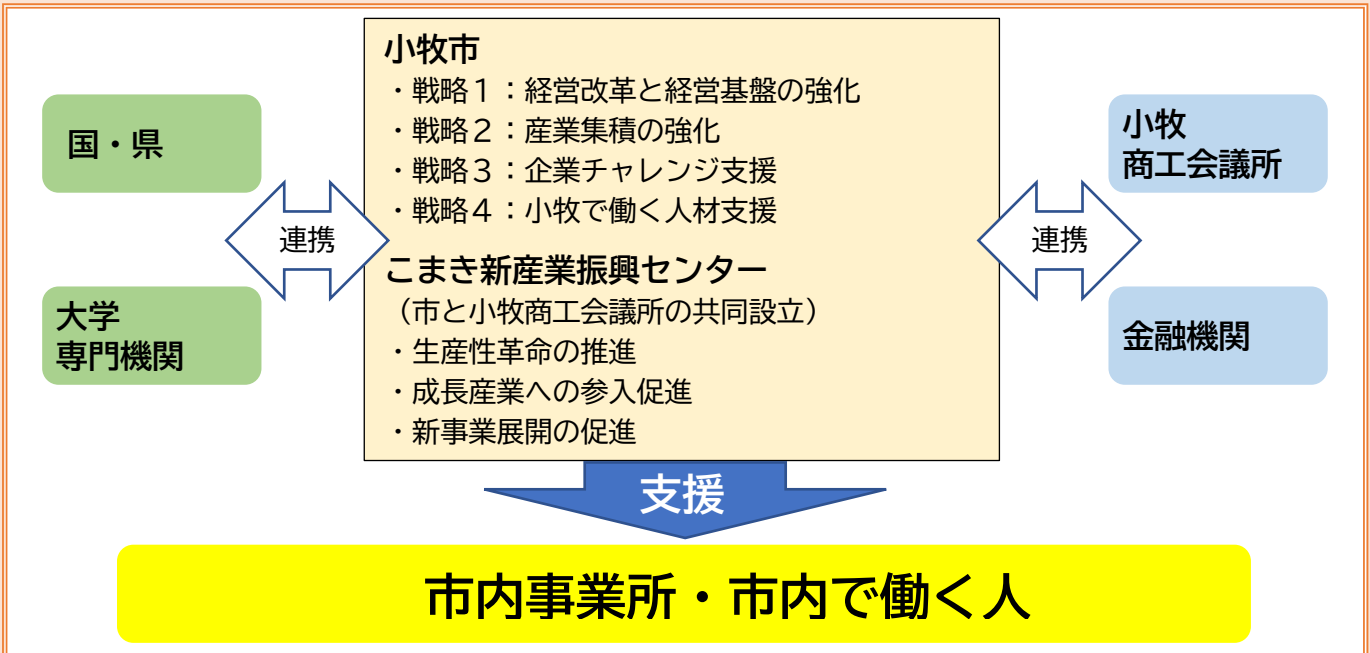 国・県
大学
専門機関
連携
小牧市
・戦略１：経営改革と経営基盤の強化
・戦略２：産業集積の強化
・戦略３：企業チャレンジ支援
・戦略４：小牧で働く人材支援
こまき新産業振興センター
（市と小牧商工会議所の共同設立）
・生産性革命の推進
・成長産業への参入促進
・新事業展開の促進
連携
小牧
商工会議所
金融機関
支援
市内事業所・市内で働く人